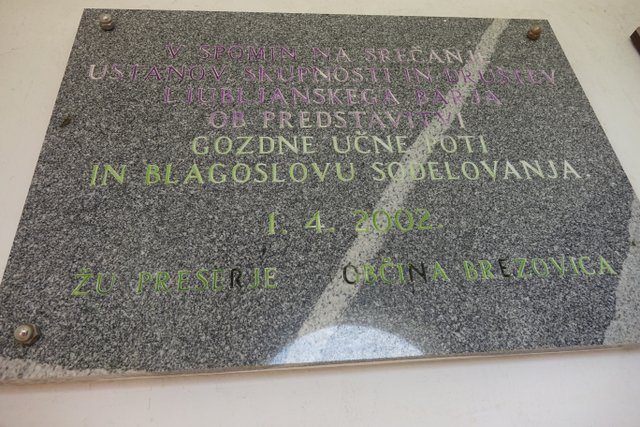 V SPOMIN NA SREČANJE
USTANOV, SKUPNOSTI IN DRUŠTEV
LJUBLJANSKEGA BARJA
OB PREDSTAVITVI
GOZDNE UČNE POTI
IN BLAGOSLOVU SODELOVANJA.
1. 4. 2002.
ŽU PRESERJE OBČINA BREZOVICA